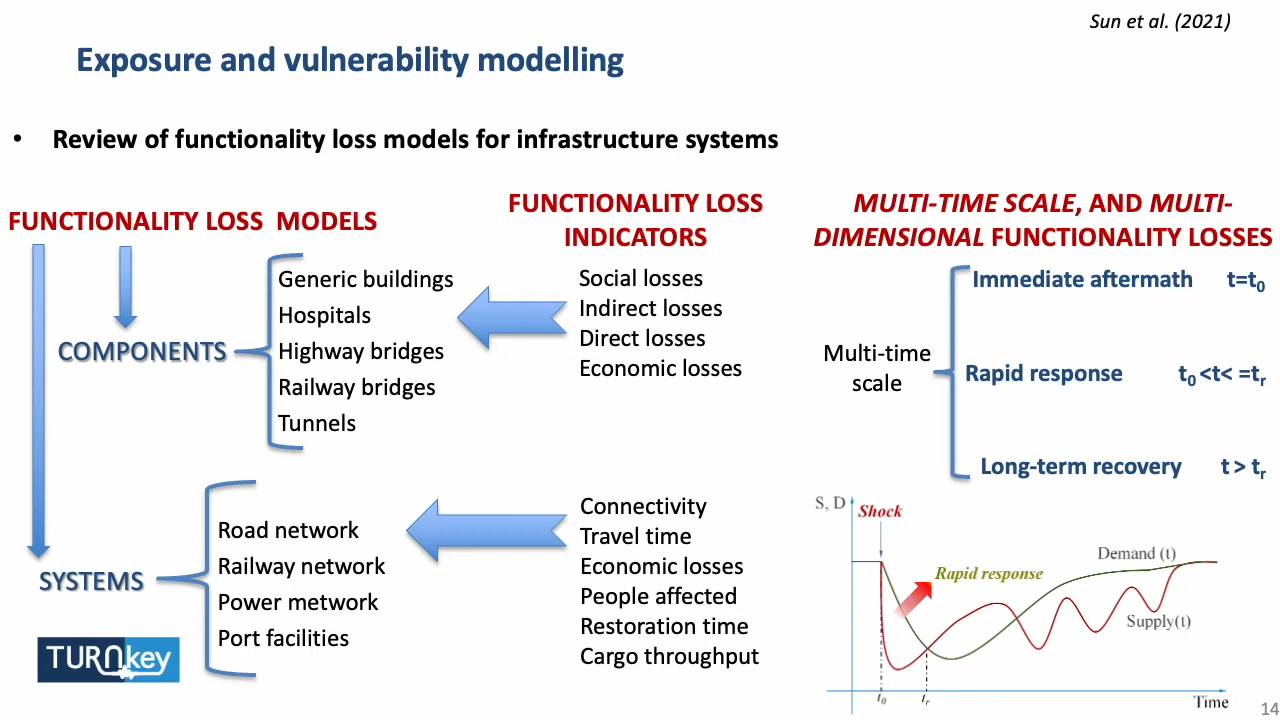 Sun et al. (2021)
Exposure and vulnerability modelling
• Review of functionality loss models for infrastructure systems
FUNCTIONALITY LOSS MODELS
COMPONENTS
Generic buildings
Hospitals
Highway bridges
Railway bridges
Tunnels
SYSTEMS
Road network
Railway network
Power metwork
Port facilities
TURNkey
FUNCTIONALITY LOSS
INDICATORS
Social losses
Indirect losses
Direct losses
Economic losses
Connectivity
Travel time
Economic losses
People affected
Restoration time
Cargo throughput
MULTI-TIME SCALE, AND MULTI-
DIMENSIONAL FUNCTIONALITY LOSSES
Multi-time
scale
Immediate aftermath t=t0
Rapid response t0 <t< =tr
Long-term recovery t > tr
S, D
Shock
Rapid response
Demand (t)
Supply(t)
t0
tr
Time
14